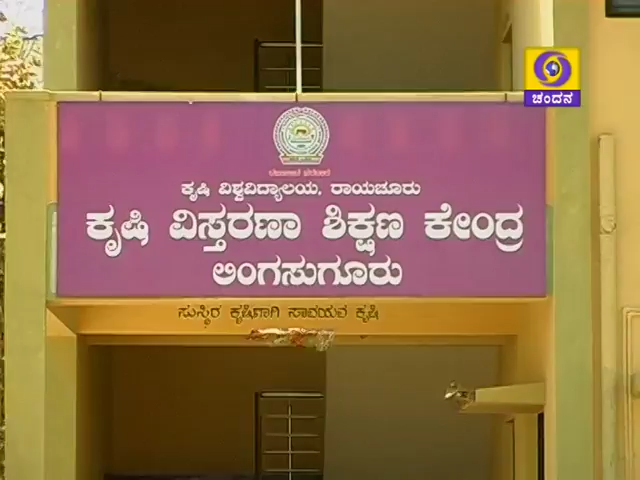 ಚಂದನ
ಕೃಷಿ ವಿಶ್ವವಿದ್ಯಾಲಯ, ರಾಯಚೂರು
ಕೃಷಿ ವಿಸ್ತರಣಾ ಶಿಕ್ಷಣ ಕೇಂದ್ರ
ಲಿಂಗಸುಗೂರು
ಸುಸ್ಥಿರ ಕೃಷಿಗಾಗಿ ಸಾವಯವ ಕೃಷಿ